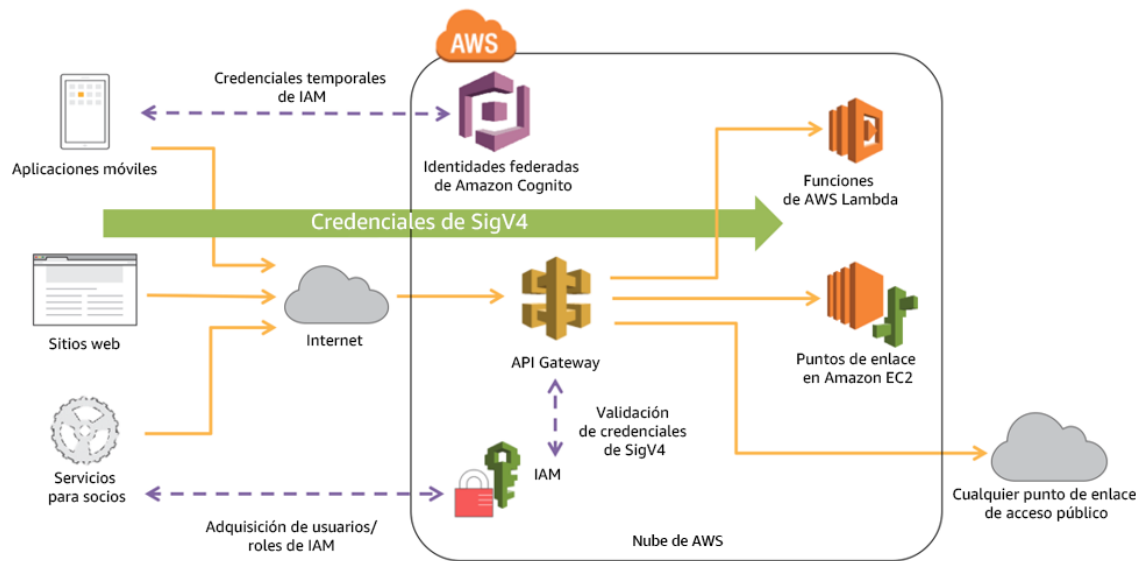 AWS
Credenciales temporales
de IAM
Aplicaciones móviles
Identidades federadas
de Amazon Cognito
Funciones
de AWS Lambda
Credenciales de SigV4
Sitios web
Internet
API Gateway
Puntos de enlace
en Amazon EC2
Validación
de credenciales
de SigV4
Servicios
para socios
IAM
Cualquier punto de enlace
de acceso público
Adquisición de usuarios/
roles de IAM
Nube de AWS